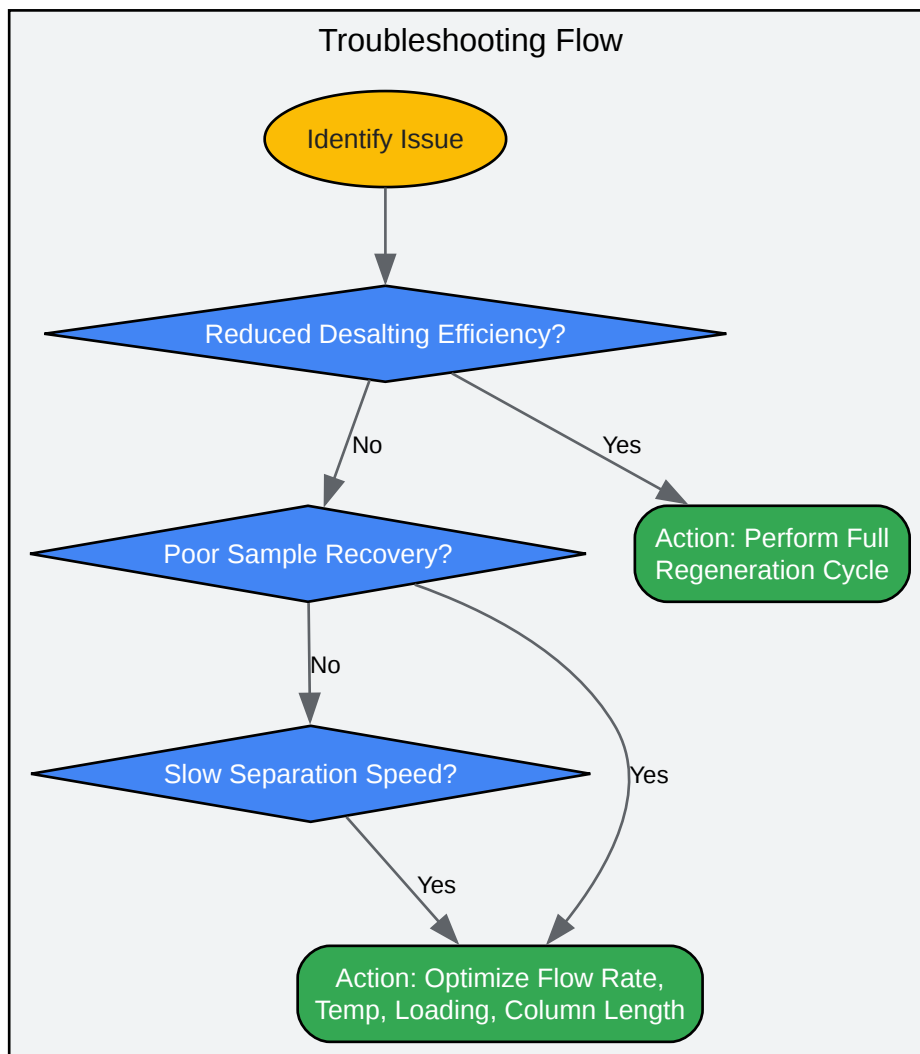 Troubleshooting Flow
Identify Issue
Reduced Desalting Efficiency?
No
Yes
Poor Sample Recovery?
Action: Perform Full
Regeneration Cycle
No
Slow Separation Speed?
Yes
Yes
Action: Optimize Flow Rate,
Temp, Loading, Column Length